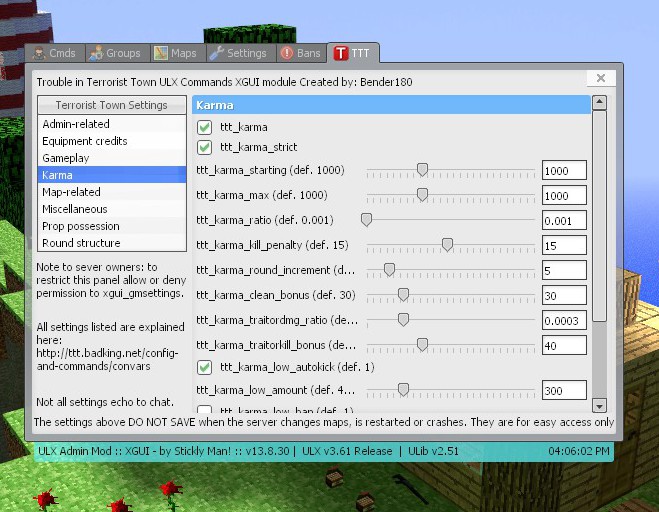 Cmds Groups Maps Settings Bans TTT
Trouble in Terrorist Town ULX Commands XGUI module Created by: Bender180
Terrorist Town Settings
Admin-related
Equipment credits
Gameplay
Karma
Map-related
Miscellaneous
Prop possession
Round structure
Note to sever owners: to
restrict this panel allow or deny
permission to xgui_gmsettings.
All settings listed are explained
here:
http://ttt.badking.net/config-
and-commands/convars
Not all settings echo to chat.
Karma
ttt_karma
ttt_karma_strict
ttt_karma_starting (def. 1000) 1000
ttt_karma_max (def. 1000) 1000
ttt_karma_ratio (def. 0.001) 0.001
ttt_karma_kill_penalty (def. 15) 15
ttt_karma_round_increment (d... 5
ttt_karma_clean_bonus (def. 30) 30
ttt_karma_traitordmg_ratio (de... 0.0003
ttt_karma_traitorkill_bonus (de... 40
ttt_karma_low_autokick (def. 1)
ttt_karma_low_amount (def. 4... 300
ttt_karma_low_ban (def. 1)
The settings above DO NOT SAVE when the server changes maps, is restarted or crashes. They are for easy access only
ULX Admin Mod :: XGUI - by Stickly Man! :: v13.8.30 | ULX v3.61 Release | ULib v2.51 04:06:02 PM